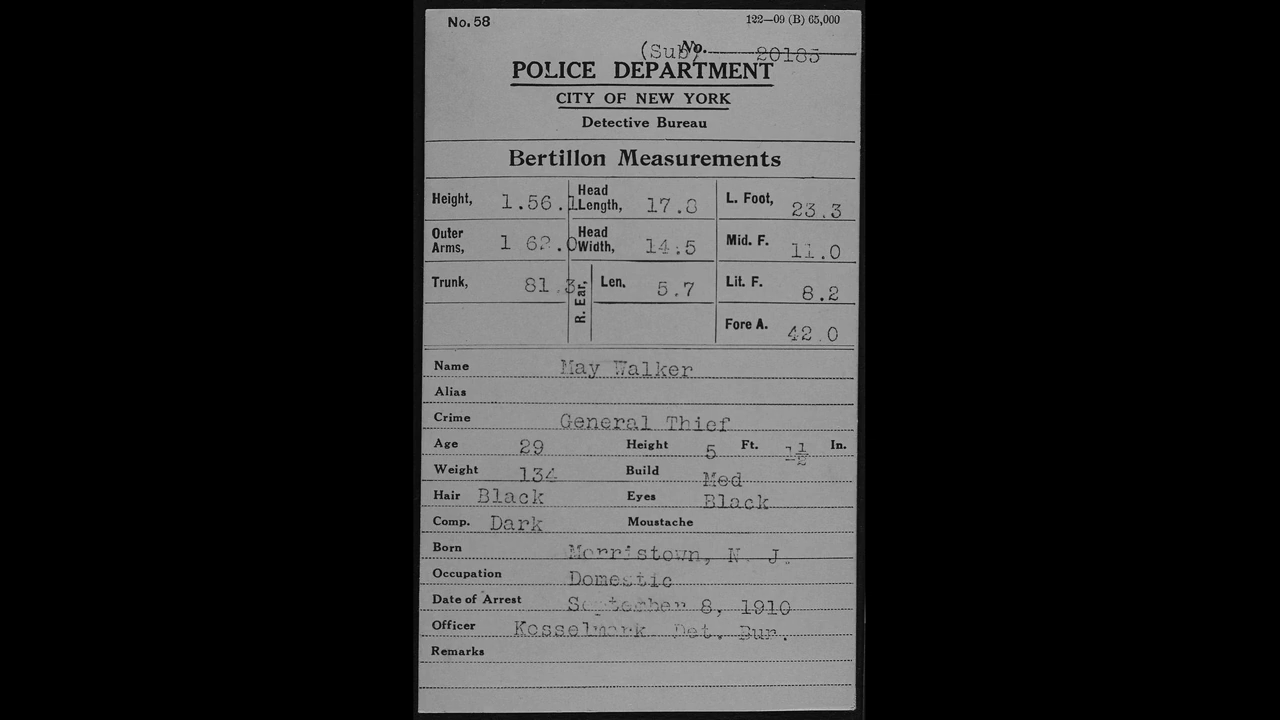 No. 58 122—09 (B) 65,000
(Sub) No. 20185
POLICE DEPARTMENT
CITY OF NEW YORK
Detective Bureau
Bertillon Measurements
Height, 1.56.1 Head Length, 17.8 L. Foot, 23.3
Outer Arms, 1 62.0 Head Width, 14.5 Mid. F. 11.0
Trunk, 81.3 R. Ear, Len. 5.7 Lit. F. 8.2
Fore A. 42.0
Name May Walker
Alias
Crime General Thief
Age 29 Height 5 Ft. 1½ In.
Weight 134 Build Med
Hair Black Eyes Black
Comp. Dark Moustache
Born Morristown, N. J.
Occupation Domestic
Date of Arrest September 8, 1910
Officer Det. Bur.
Remarks